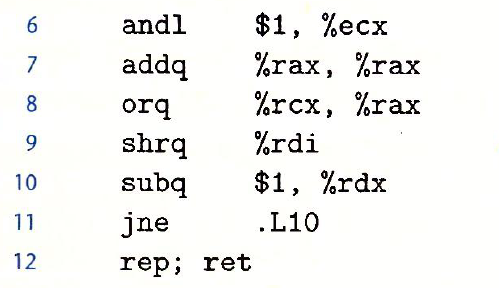 6 andl $1, %ecx
7 addq %rax, %rax
8 orq %rcx, %rax
9 shrq %rdi
10 subq $1, %rdx
11 jne .L10
12 rep; ret